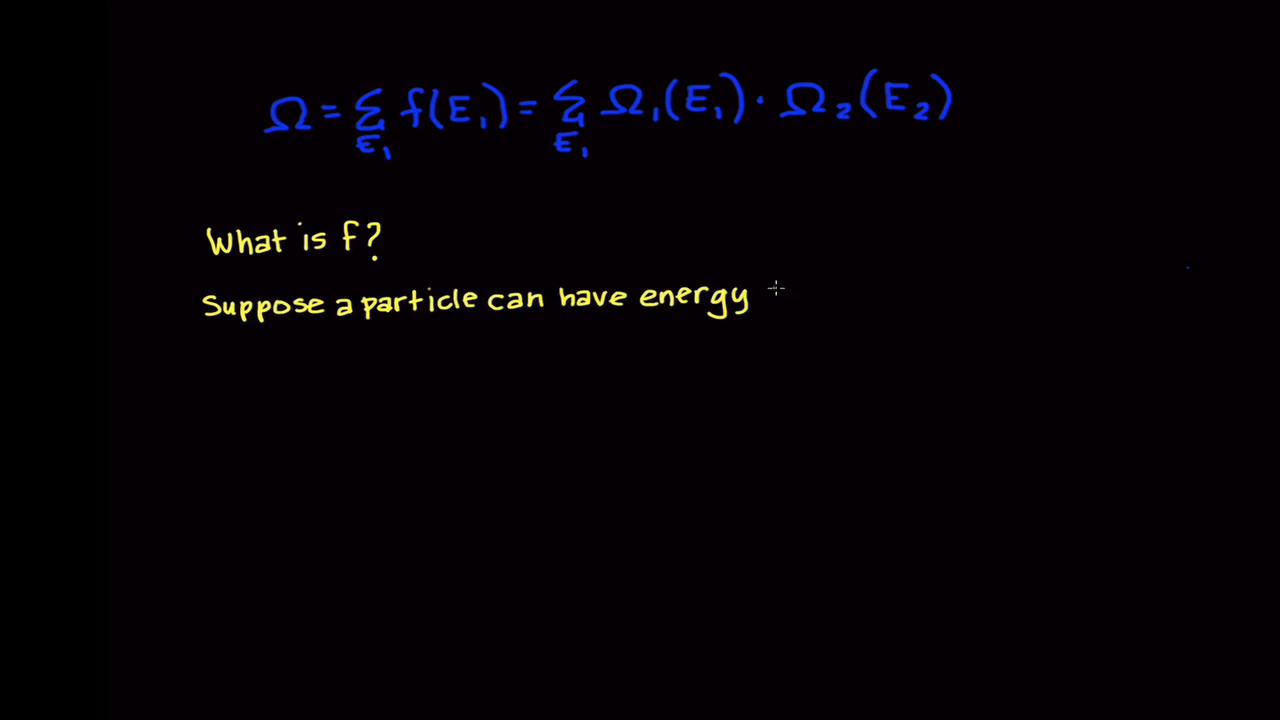 Ω = Σ_{E₁} f(E₁) = Σ_{E₁} Ω₁(E₁) · Ω₂(E₂)
What is f?
Suppose a particle can have energy